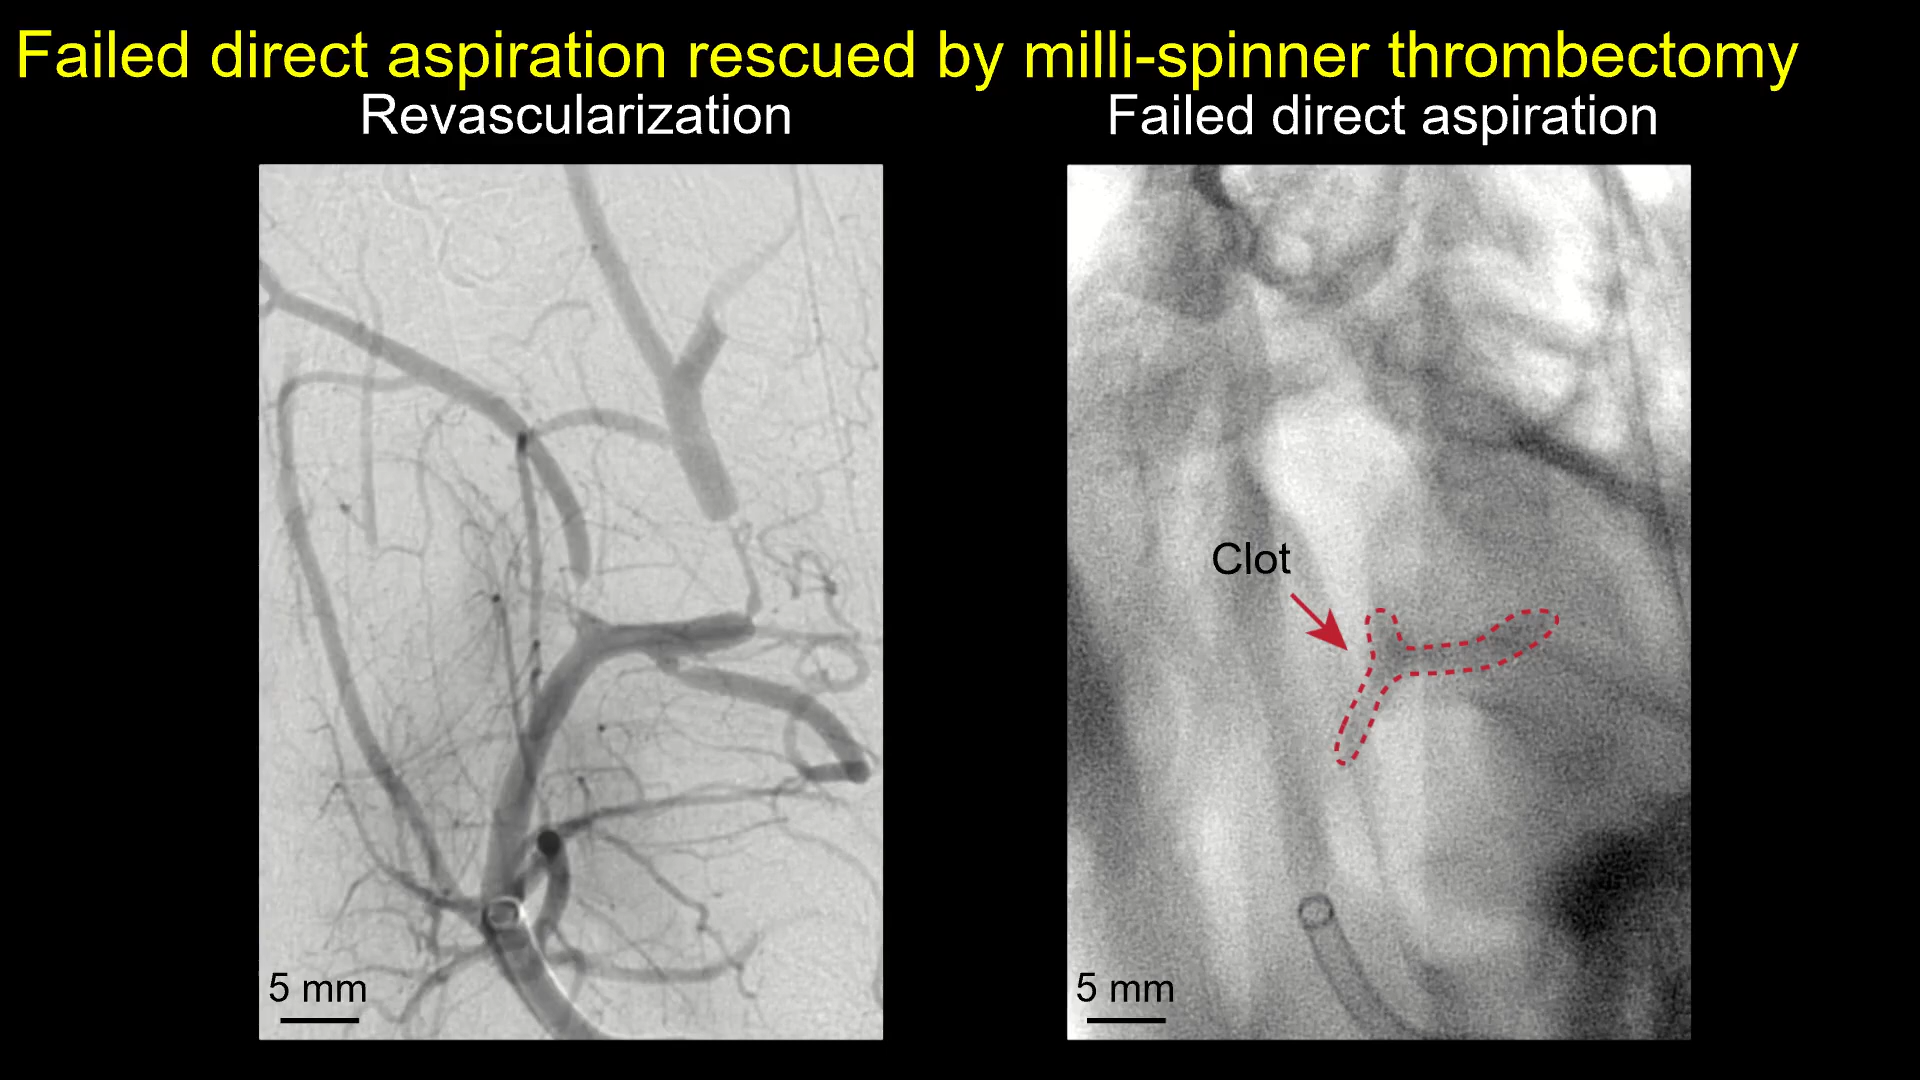 Failed direct aspiration rescued by milli-spinner thrombectomy
Revascularization
Failed direct aspiration
Clot
5 mm
5 mm